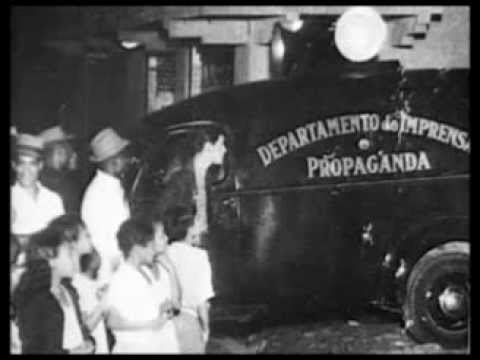 DEPARTAMENTO de IMPRENSA
e PROPAGANDA